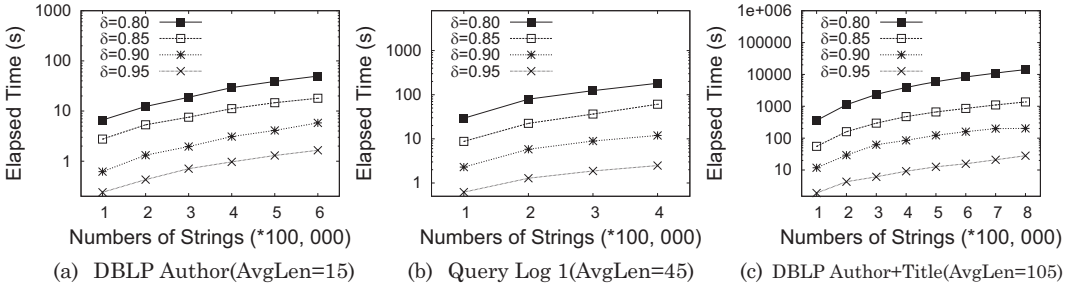 Elapsed Time (s)
1000
100
10
1
δ=0.80
δ=0.85
δ=0.90
δ=0.95
1 2 3 4 5 6
Numbers of Strings (*100, 000)
(a) DBLP Author(AvgLen=15)
Elapsed Time (s)
1000
100
10
1
δ=0.80
δ=0.85
δ=0.90
δ=0.95
1 2 3 4
Numbers of Strings (*100, 000)
(b) Query Log 1(AvgLen=45)
Elapsed Time (s)
1e+006
100000
10000
1000
100
10
δ=0.80
δ=0.85
δ=0.90
δ=0.95
1 2 3 4 5 6 7 8
Numbers of Strings (*100, 000)
(c) DBLP Author+Title(AvgLen=105)